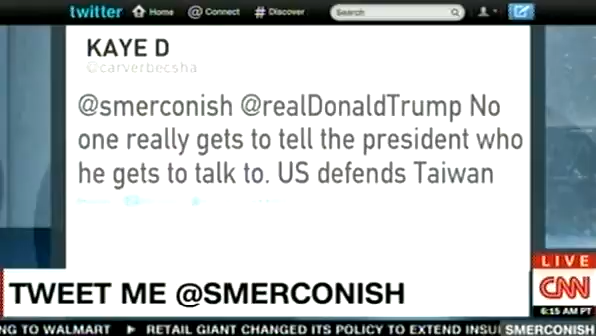 twitter Home @ Connect # Discover Search
KAYE D
@carverbecsha
@smerconish @realDonaldTrump No
one really gets to tell the president who
he gets to talk to. US defends Taiwan
LIVE
CNN
TWEET ME @SMERCONISH
6:15 AM PT
NG TO WALMART ▶ RETAIL GIANT CHANGED ITS POLICY TO EXTEND INSU SMERCONISH